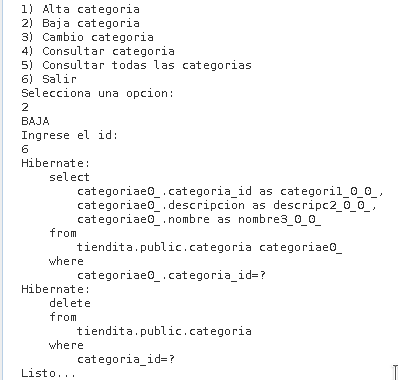 1) Alta categoria
2) Baja categoria
3) Cambio categoria
4) Consultar categoria
5) Consultar todas las categorias
6) Salir
Selecciona una opcion:
2
BAJA
Ingrese el id:
6
Hibernate:
    select
        categoriae0_.categoria_id as categori1_0_0_,
        categoriae0_.descripcion as descripc2_0_0_,
        categoriae0_.nombre as nombre3_0_0_
    from
        tiendita.public.categoria categoriae0_
    where
        categoriae0_.categoria_id=?
Hibernate:
    delete
    from
        tiendita.public.categoria
    where
        categoria_id=?
Listo...